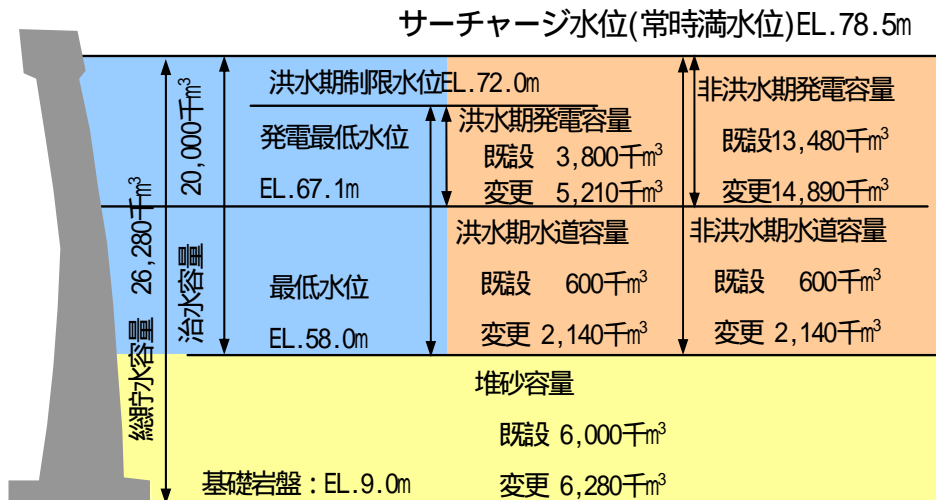 サーチャージ水位(常時満水位)EL.78.5m
総貯水容量 26,280千m³
治水容量 20,000千m³
洪水期制限水位EL.72.0m
発電最低水位
EL.67.1m
最低水位
EL.58.0m
洪水期発電容量
既設 3,800千m³
変更 5,210千m³
非洪水期発電容量
既設13,480千m³
変更14,890千m³
洪水期水道容量
既設 600千m³
変更 2,140千m³
非洪水期水道容量
既設 600千m³
変更 2,140千m³
堆砂容量
既設 6,000千m³
変更 6,280千m³
基礎岩盤：EL.9.0m